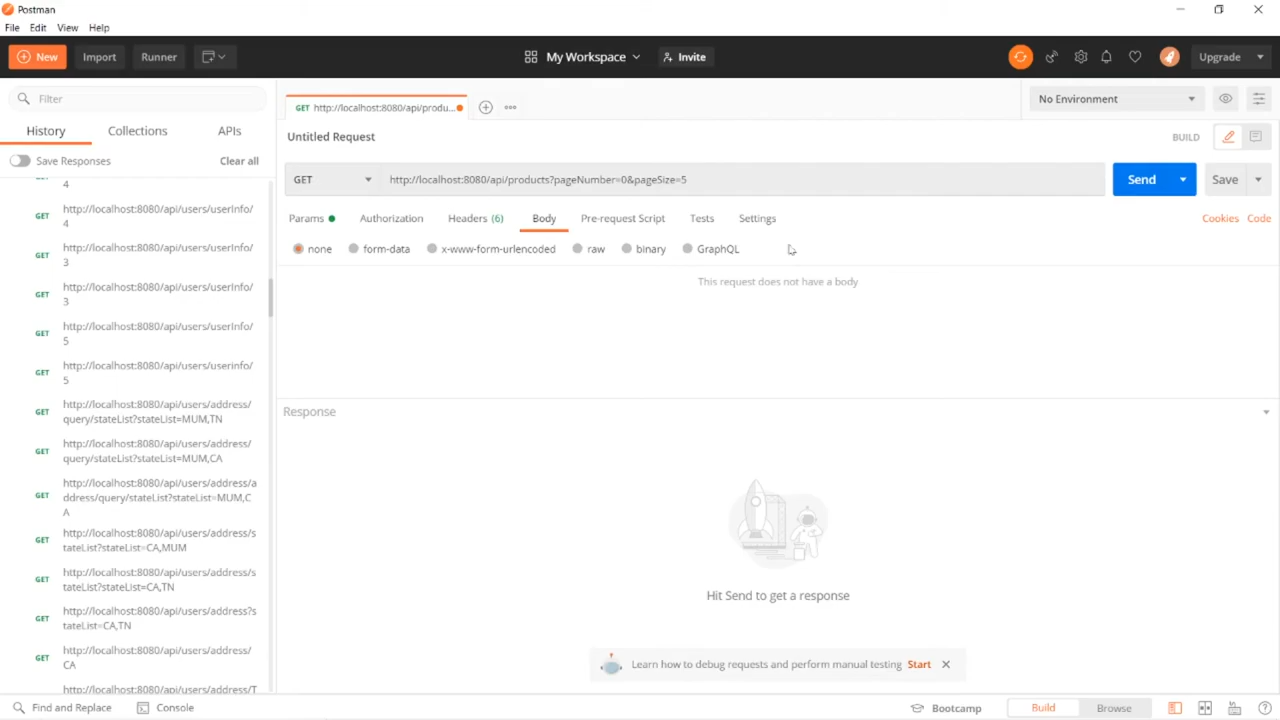 Postman
File Edit View Help
New Import Runner My Workspace Invite Upgrade
Filter
History Collections APIs
Save Responses Clear all
4
GET http://localhost:8080/api/users/userInfo/
4
GET http://localhost:8080/api/users/userInfo/
3
GET http://localhost:8080/api/users/userInfo/
3
GET http://localhost:8080/api/users/userInfo/
5
GET http://localhost:8080/api/users/userinfo/
5
GET http://localhost:8080/api/users/address/
query/stateList?stateList=MUM,TN
GET http://localhost:8080/api/users/address/
query/stateList?stateList=MUM,CA
GET http://localhost:8080/api/users/address/a
ddress/query/stateList?stateList=MUM,C
A
GET http://localhost:8080/api/users/address/s
tateList?stateList=CA,MUM
GET http://localhost:8080/api/users/address/s
tateList?stateList=CA,TN
GET http://localhost:8080/api/users/address?s
tateList=CA,TN
GET http://localhost:8080/api/users/address/
CA
http://localhost:8080/api/users/address/T
GET http://localhost:8080/api/produ...
No Environment
Untitled Request
BUILD
GET http://localhost:8080/api/products?pageNumber=0&pageSize=5 Send Save
Params Authorization Headers (6) Body Pre-request Script Tests Settings Cookies Code
none form-data x-www-form-urlencoded raw binary GraphQL
This request does not have a body
Response
Hit Send to get a response
Learn how to debug requests and perform manual testing Start
Find and Replace Console Bootcamp Build Browse